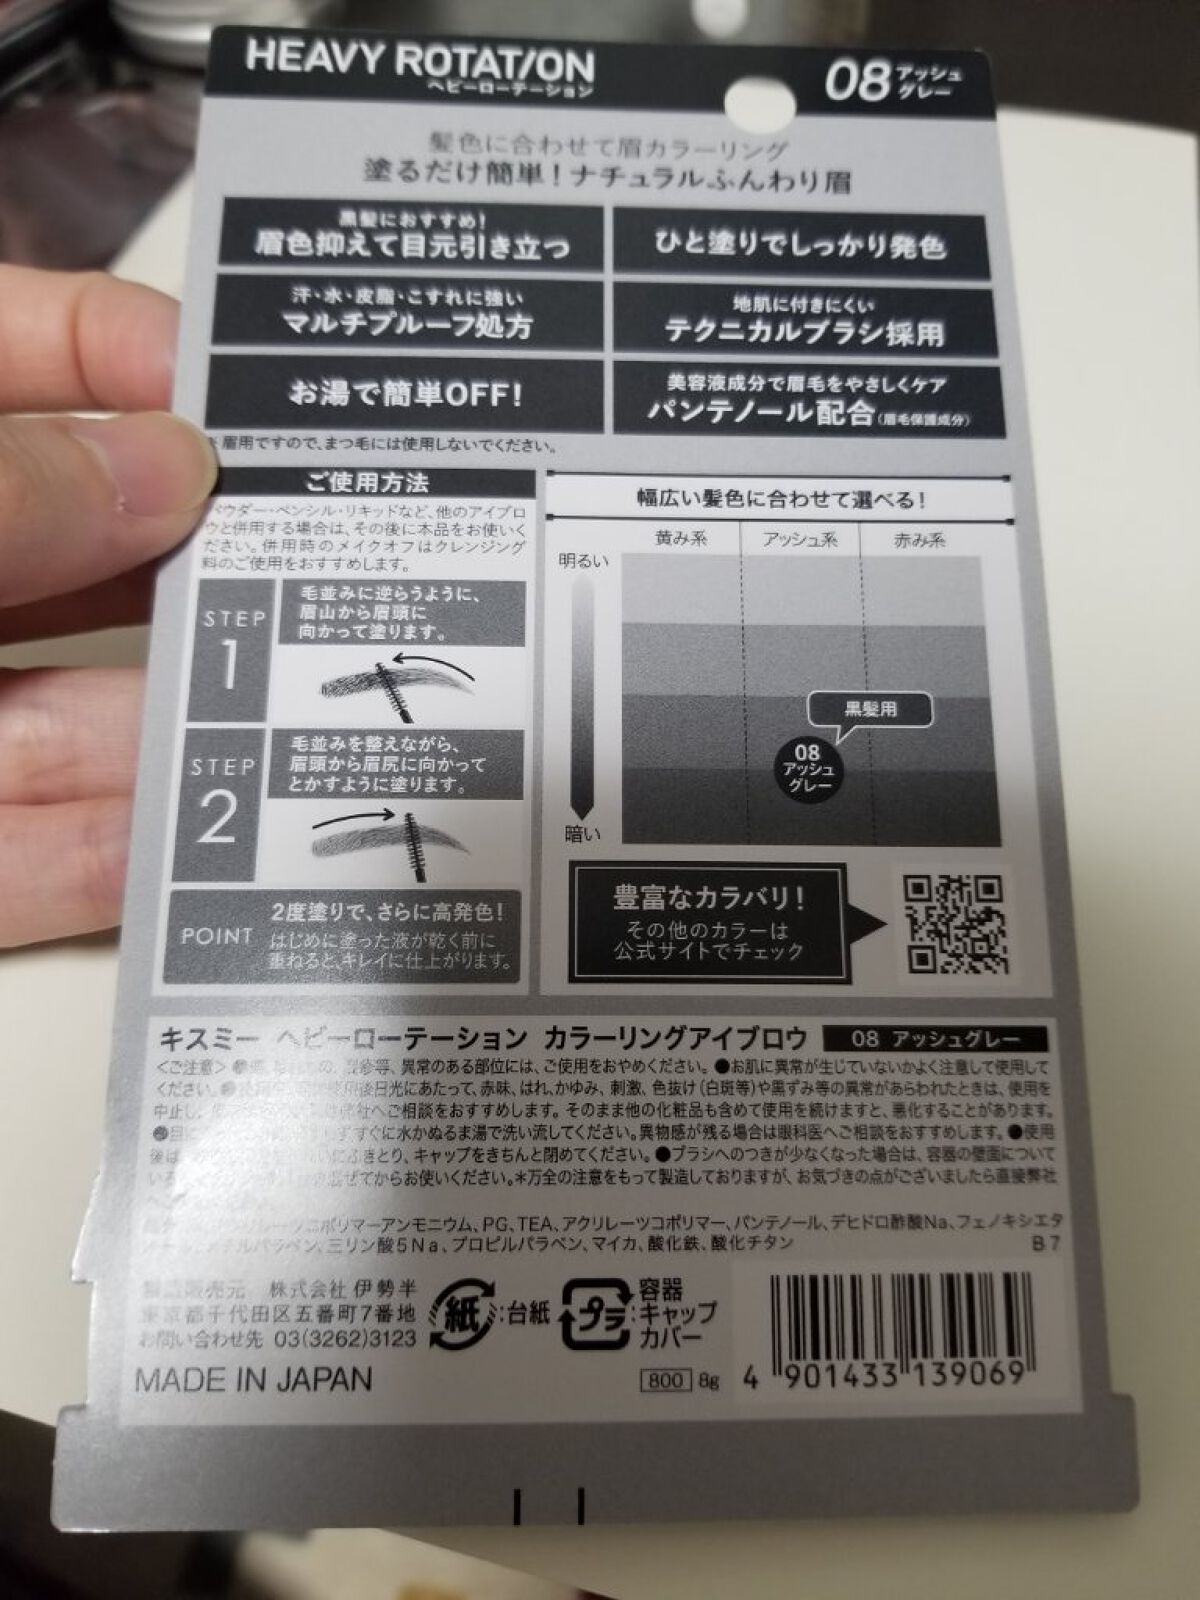 HEAVY ROTATION
ヘビーローテーション
08 アッシュ
グレー
髪色に合わせて眉カラーリング
塗るだけ簡単！ナチュラルふんわり眉
黒髪におすすめ！
眉色抑えて目元引き立つ
ひと塗りでしっかり発色
汗・水・皮脂・こすれに強い
マルチプルーフ処方
地肌に付きにくい
テクニカルブラシ採用
お湯で簡単OFF！
美容液成分で眉毛をやさしくケア
パンテノール配合(眉毛保護成分)
眉用ですので、まつ毛には使用しないでください。
ご使用方法
パウダー・ペンシル・リキッドなど、他のアイブロ
ウと併用する場合は、その後に本品をお使いく
ださい。併用時のメイクオフはクレンジング
料のご使用をおすすめします。
STEP
1
毛並みに逆らうように、
眉山から眉頭に
向かって塗ります。
STEP
2
毛並みを整えながら、
眉頭から眉尻に向かって
とかすように塗ります。
POINT
2度塗りで、さらに高発色！
はじめに塗った液が乾く前に
重ねると、キレイに仕上がります。
幅広い髪色に合わせて選べる！
黄み系 アッシュ系 赤み系
明るい
黒髪用
08
アッシュ
グレー
暗い
豊富なカラバリ！
その他のカラーは
公式サイトでチェック
キスミー ヘビーローテーション カラーリングアイブロウ 08 アッシュグレー
<ご注意> 等、異常のある部位には、ご使用をおやめください。●お肌に異常が生じていないかよく注意して使用して
ください。 後日光にあたって、赤味、はれ、かゆみ、刺激、色抜け(白斑等)や黒ずみ等の異常があらわれたときは、使用を
中止し、 へご相談をおすすめします。そのまま他の化粧品も含めて使用を続けますと、悪化することがあります。
すぐに水かぬるま湯で洗い流してください。異物感が残る場合は眼科医へご相談をおすすめします。●使用
後は、 ふきとり、キャップをきちんと閉めてください。●ブラシへのつきが少なくなった場合は、容器の壁面について
いる 混ぜてからお使いください。*万全の注意をもって製造しておりますが、お気づきの点がございましたら直接弊社
リレーツコポリマーアンモニウム、PG、TEA、アクリレーツコポリマー、パンテノール、デヒドロ酢酸Na、フェノキシエタ
チルパラベン、三リン酸5Na、プロピルパラベン、マイカ、酸化鉄、酸化チタン B7
製造販売元 株式会社 伊勢半
東京都千代田区五番町7番地
お問い合わせ先 03(3262)3123
MADE IN JAPAN
紙:台紙
プラ:容器
キャップ
カバー
800 8g
4 901433 139069